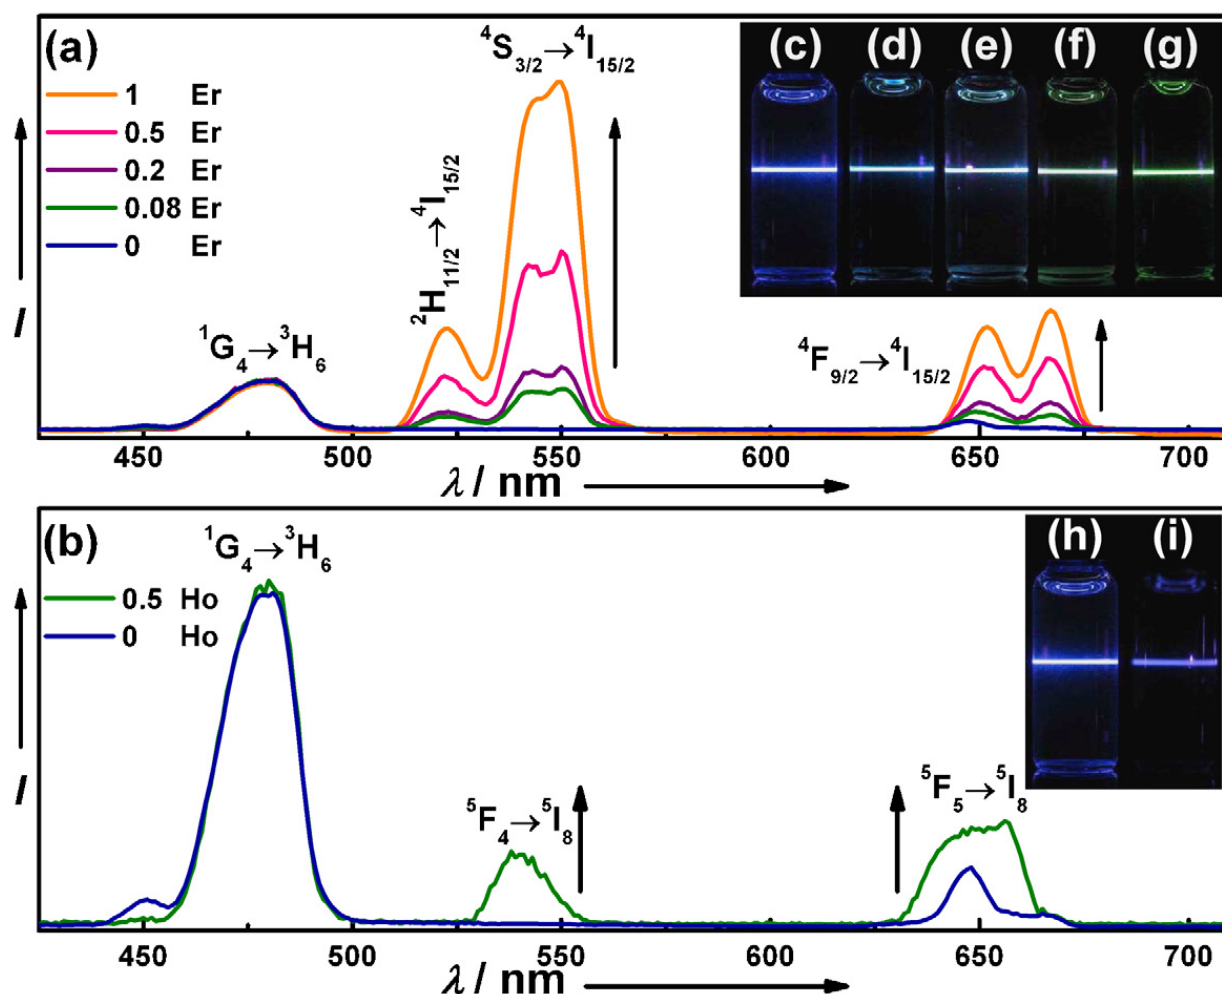 (a)
⁴S₃/₂→⁴I₁₅/₂
(c) (d) (e) (f) (g)
1 Er
0.5 Er
0.2 Er
0.08 Er
0 Er
²H₁₁/₂→⁴I₁₅/₂
I
¹G₄→³H₆
⁴F₉/₂→⁴I₁₅/₂
450 500 550 600 650 700
λ / nm
(b)
¹G₄→³H₆
(h) (i)
0.5 Ho
0 Ho
I
⁵F₄→⁵I₈
⁵F₅→⁵I₈
450 500 550 600 650 700
λ / nm